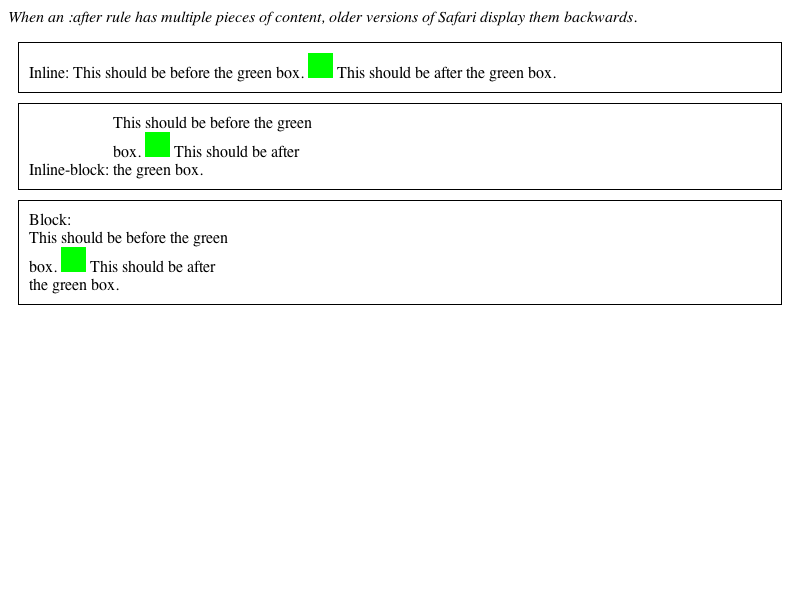 When an :after rule has multiple pieces of content, older versions of Safari display them backwards.
Inline: This should be before the green box. This should be after the green box.
This should be before the green
box. This should be after
Inline-block: the green box.
Block:
This should be before the green
box. This should be after
the green box.